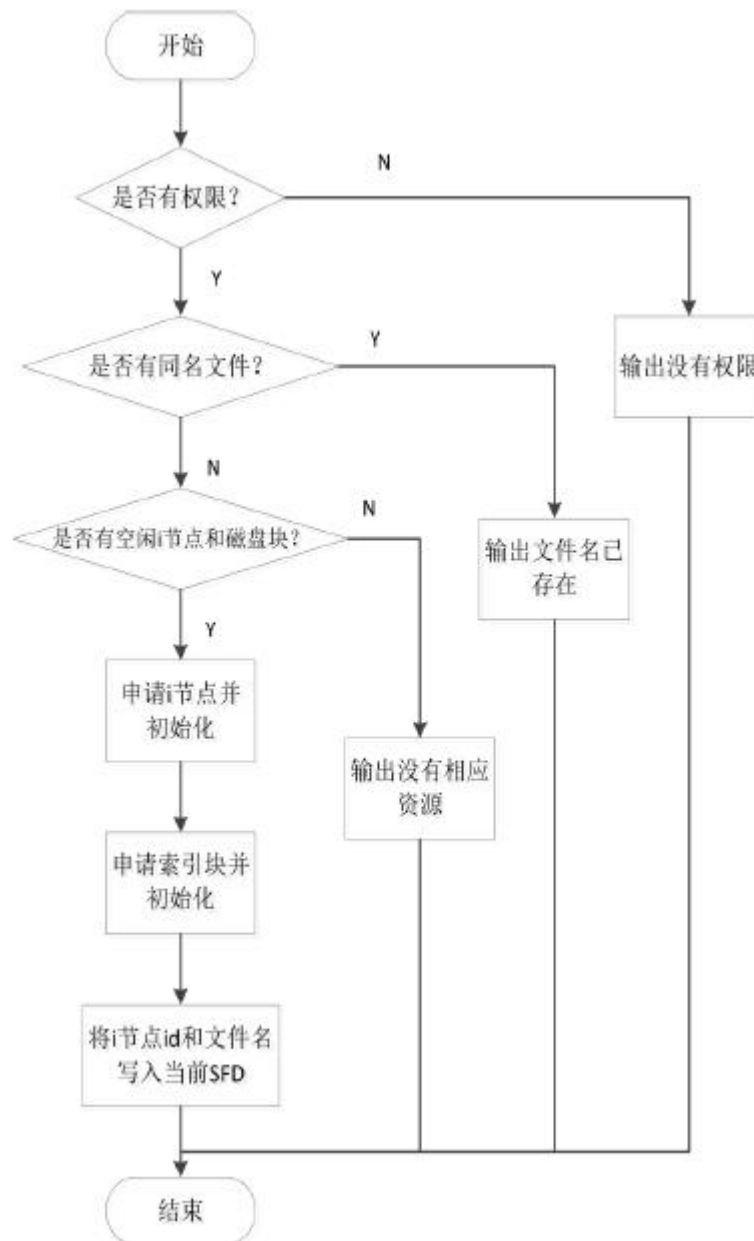 开始
N
是否有权限？
Y
Y
是否有同名文件？
输出没有权限
N
N
是否有空闲i节点和磁盘块？
输出文件名已
存在
Y
申请i节点并
初始化
输出没有相应
资源
申请索引块并
初始化
将i节点id和文件名
写入当前SFD
结束